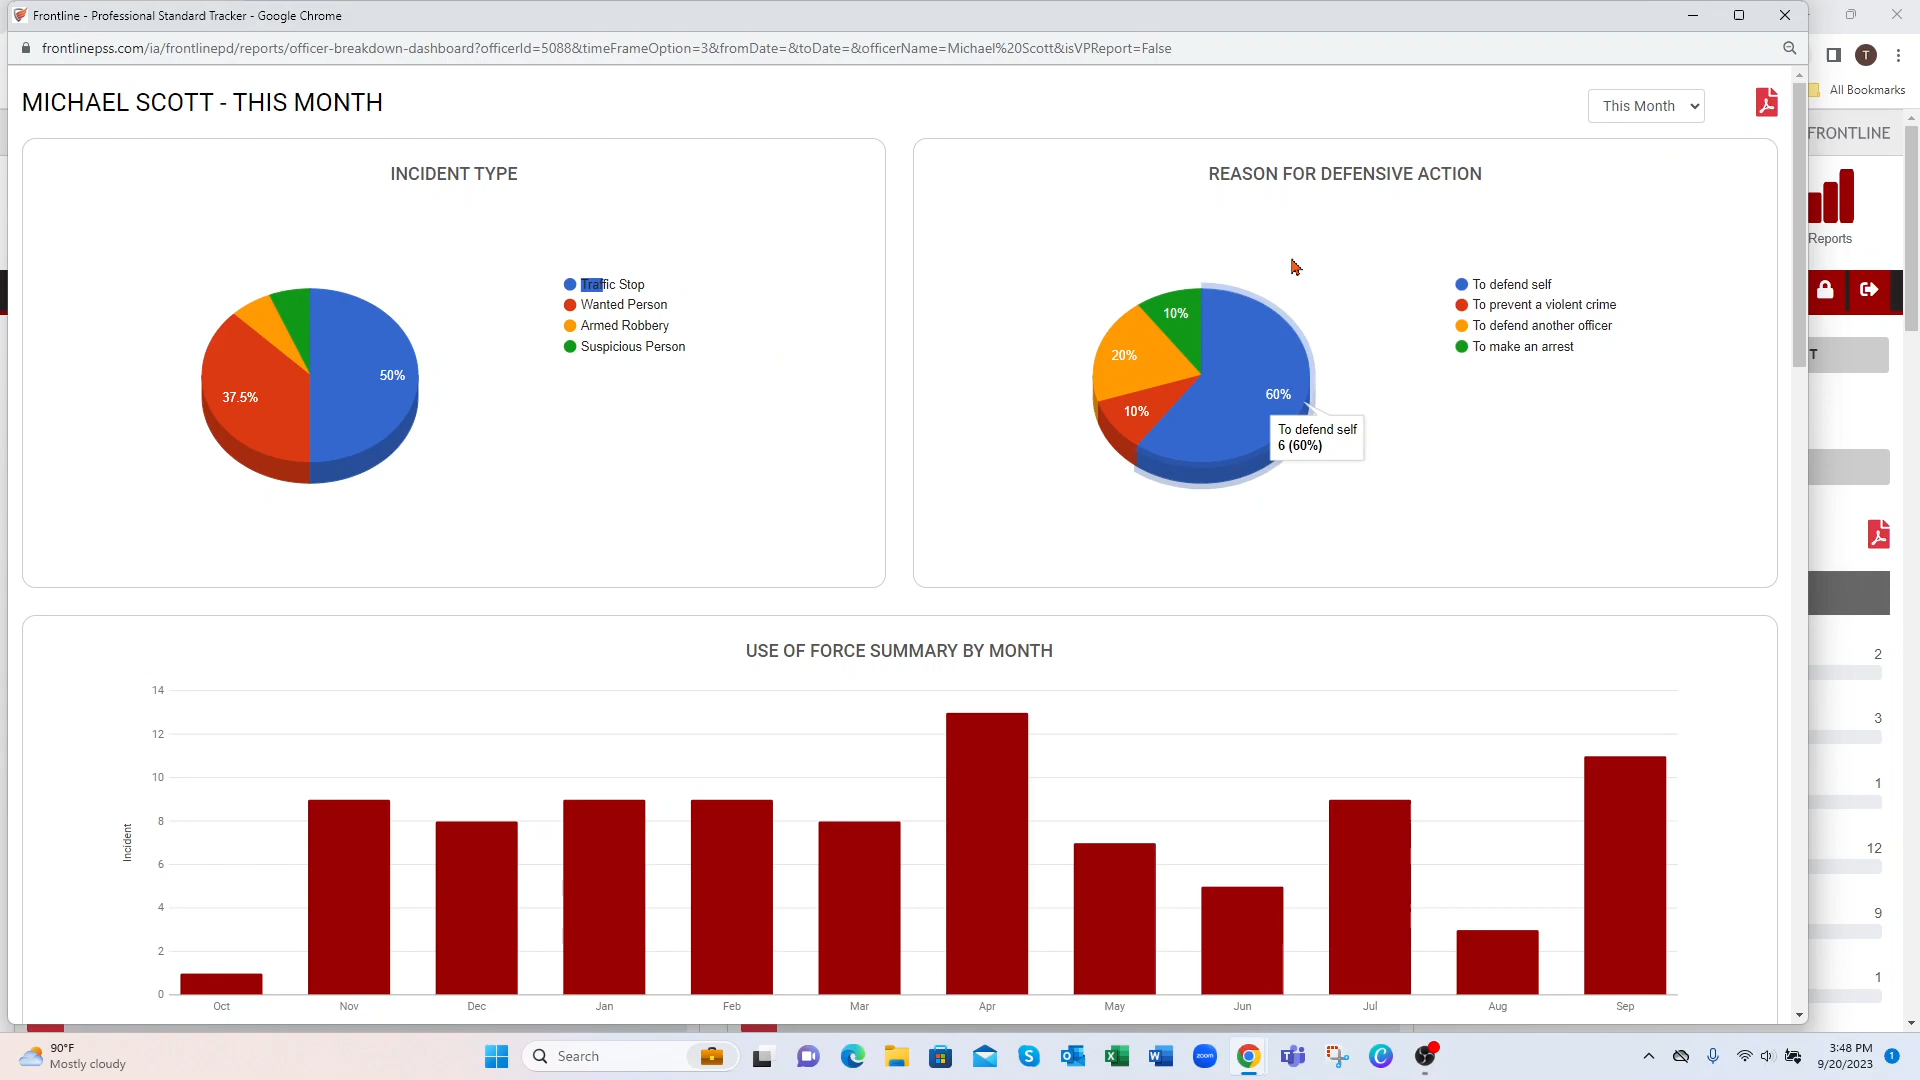 Frontline - Professional Standard Tracker - Google Chrome
frontlinepss.com/ia/frontlinepd/reports/officer-breakdown-dashboard?officerId=5088&timeFrameOption=3&fromDate=&toDate=&officerName=Michael%20Scott&isVPReport=False
T
All Bookmarks
MICHAEL SCOTT - THIS MONTH
This Month
FRONTLINE
Reports
T
INCIDENT TYPE
Traffic Stop
Wanted Person
Armed Robbery
Suspicious Person
50%
37.5%
REASON FOR DEFENSIVE ACTION
To defend self
To prevent a violent crime
To defend another officer
To make an arrest
10%
20%
60%
10%
To defend self
6 (60%)
USE OF FORCE SUMMARY BY MONTH
Incident
14
12
10
8
6
4
2
0
Oct
Nov
Dec
Jan
Feb
Mar
Apr
May
Jun
Jul
Aug
Sep
2
3
1
12
9
1
90°F
Mostly cloudy
Search
zoom
3:48 PM
9/20/2023
1